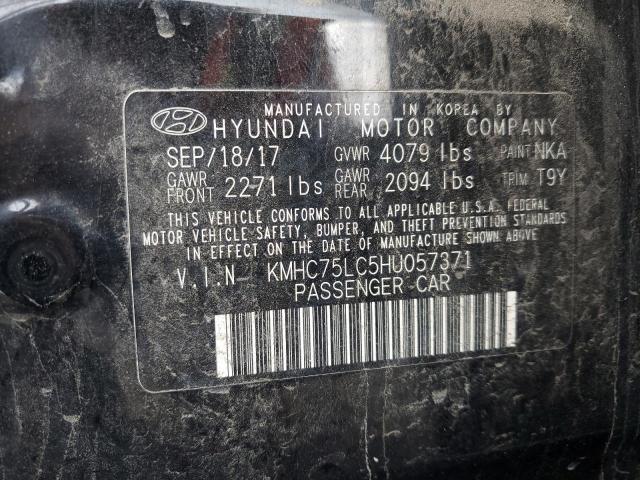 MANUFACTURED IN KOREA BY
HYUNDAI MOTOR COMPANY
SEP/18/17 GVWR 4079 lbs PAINT NKA
GAWR FRONT 2271 lbs GAWR REAR 2094 lbs TRIM T9Y
THIS VEHICLE CONFORMS TO ALL APPLICABLE U.S.A. FEDERAL
MOTOR VEHICLE SAFETY, BUMPER, AND THEFT PREVENTION STANDARDS
IN EFFECT ON THE DATE OF MANUFACTURE SHOWN ABOVE
V.I.N KMHC75LC5HU057371
PASSENGER CAR